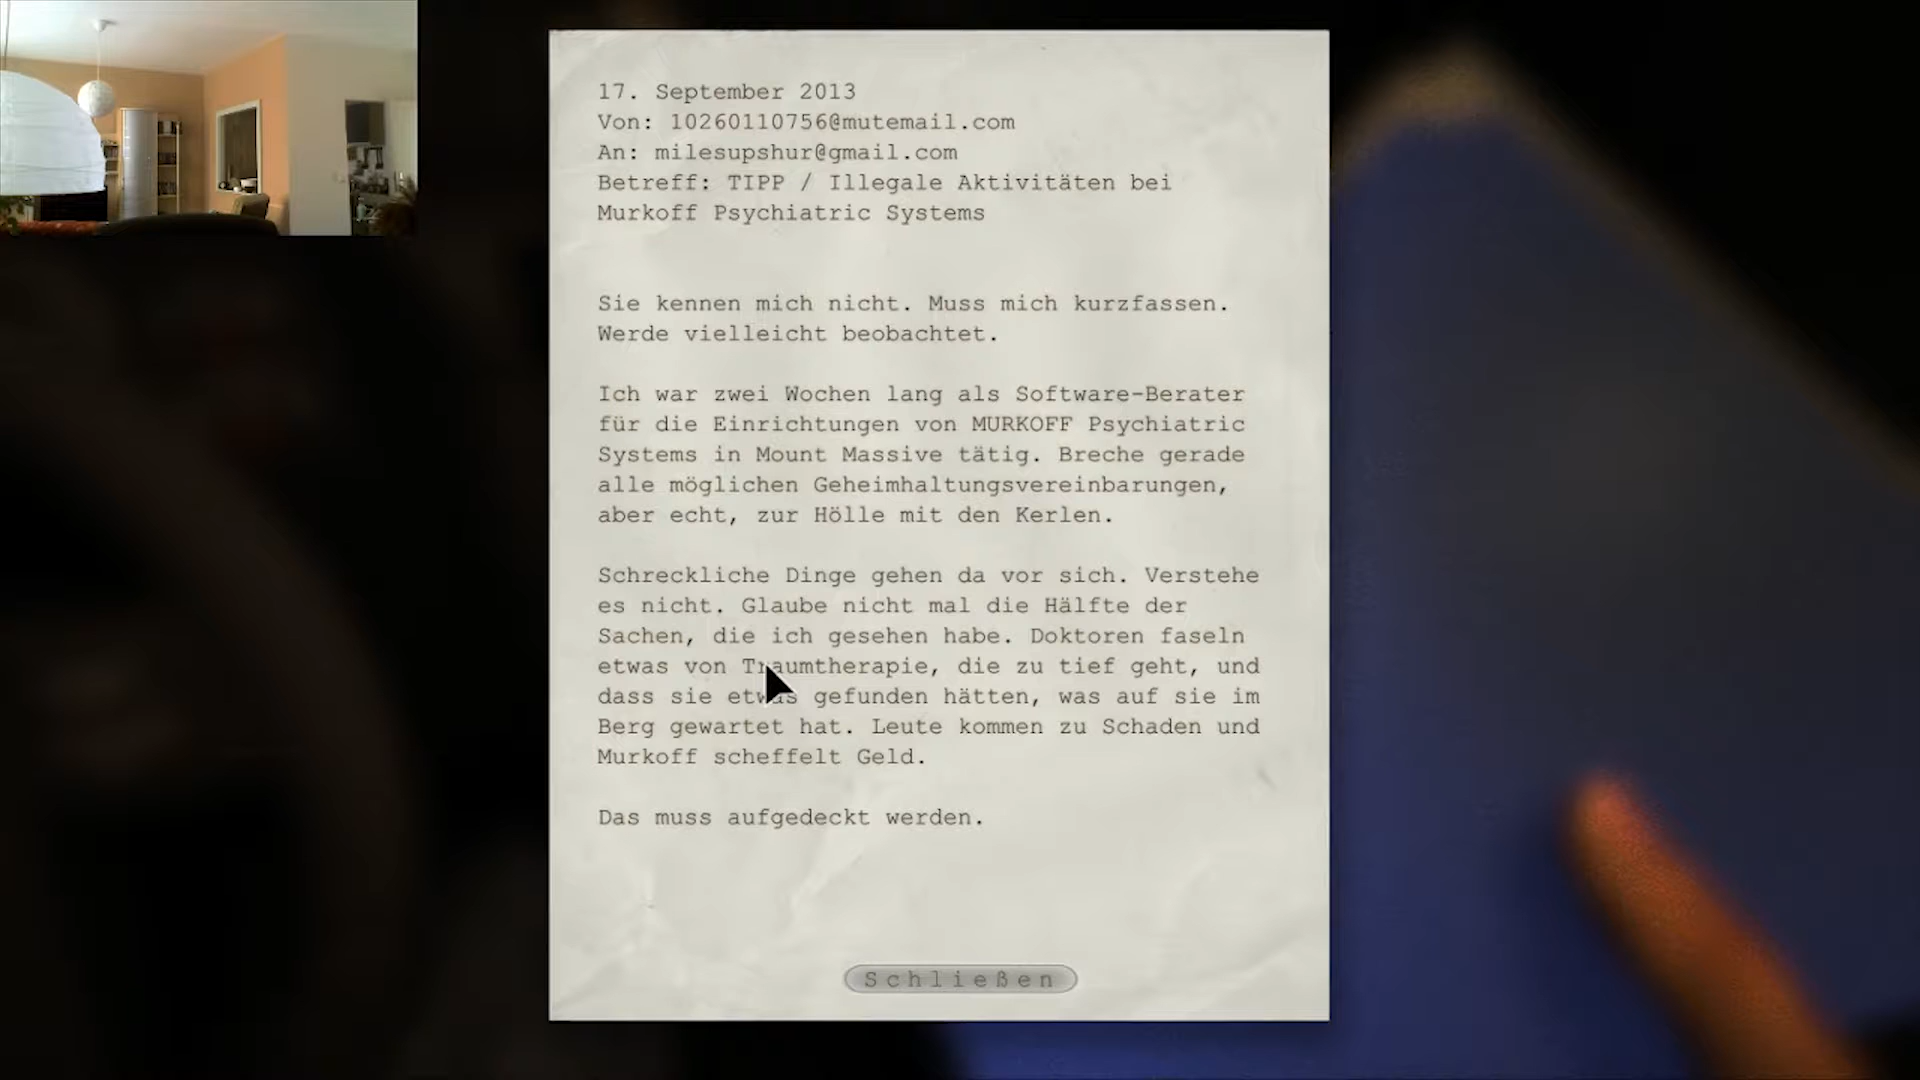 17. September 2013
Von: 10260110756@mutemail.com
An: milesupshur@gmail.com
Betreff: TIPP / Illegale Aktivitäten bei
Murkoff Psychiatric Systems
Sie kennen mich nicht. Muss mich kurzfassen.
Werde vielleicht beobachtet.
Ich war zwei Wochen lang als Software-Berater
für die Einrichtungen von MURKOFF Psychiatric
Systems in Mount Massive tätig. Breche gerade
alle möglichen Geheimhaltungsvereinbarungen,
aber echt, zur Hölle mit den Kerlen.
Schreckliche Dinge gehen da vor sich. Verstehe
es nicht. Glaube nicht mal die Hälfte der
Sachen, die ich gesehen habe. Doktoren faseln
etwas von Traumtherapie, die zu tief geht, und
dass sie etwas gefunden hätten, was auf sie im
Berg gewartet hat. Leute kommen zu Schaden und
Murkoff scheffelt Geld.
Das muss aufgedeckt werden.
Schließen